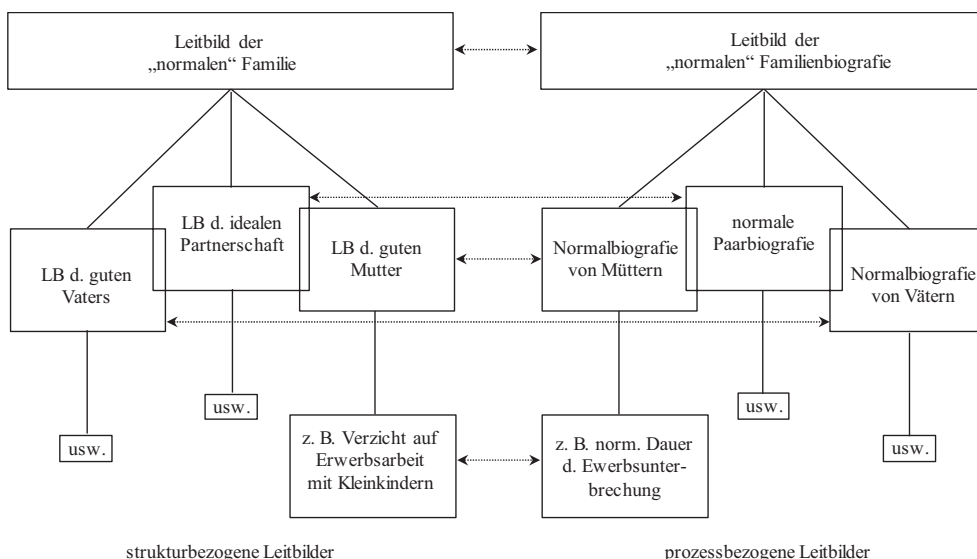 Leitbild der
„normalen“ Familie
Leitbild der
„normalen“ Familienbiografie
LB d. idealen
Partnerschaft
normale
Paarbiografie
LB d. guten
Mutter
Normalbiografie
von Müttern
LB d. guten
Vaters
Normalbiografie
von Vätern
usw.
usw.
usw.
usw.
z. B. Verzicht auf
Erwerbsarbeit
mit Kleinkindern
z. B. norm. Dauer
d. Ewerbsunter-
brechung
strukturbezogene Leitbilder
prozessbezogene Leitbilder